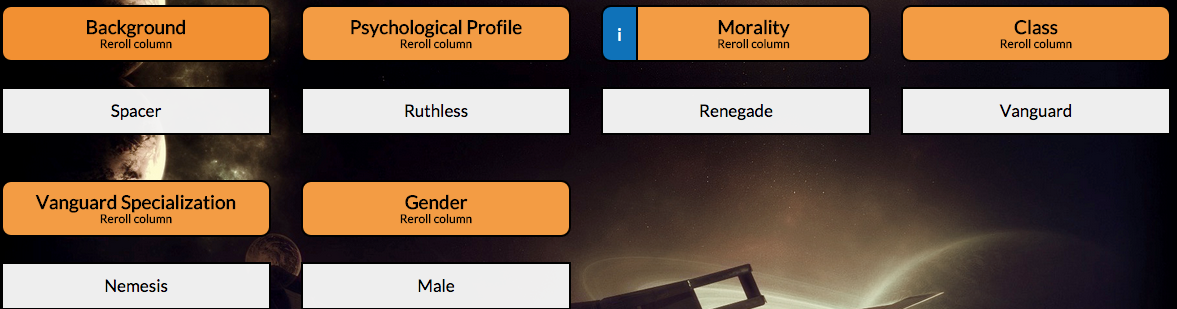 Background
Reroll column
Psychological Profile
Reroll column
i
Morality
Reroll column
Class
Reroll column
Spacer
Ruthless
Renegade
Vanguard
Vanguard Specialization
Reroll column
Gender
Reroll column
Nemesis
Male